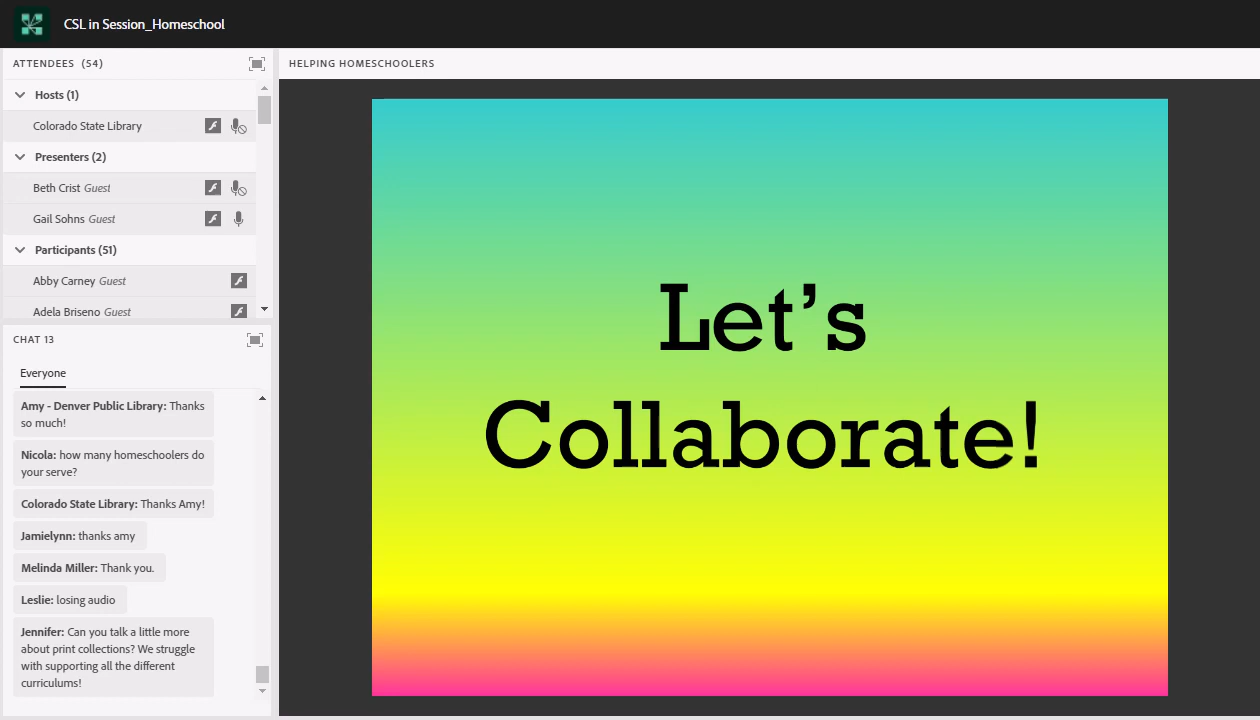 CSL in Session_Homeschool
ATTENDEES (54)
Hosts (1)
Colorado State Library
Presenters (2)
Beth Crist Guest
Gail Sohns Guest
Participants (51)
Abby Carney Guest
Adela Briseno Guest
CHAT 13
Everyone
Amy - Denver Public Library: Thanks
so much!
Nicola: how many homeschoolers do
your serve?
Colorado State Library: Thanks Amy!
Jamielynn: thanks amy
Melinda Miller: Thank you.
Leslie: losing audio
Jennifer: Can you talk a little more
about print collections? We struggle
with supporting all the different
curriculums!
HELPING HOMESCHOOLERS
Let’s
Collaborate!